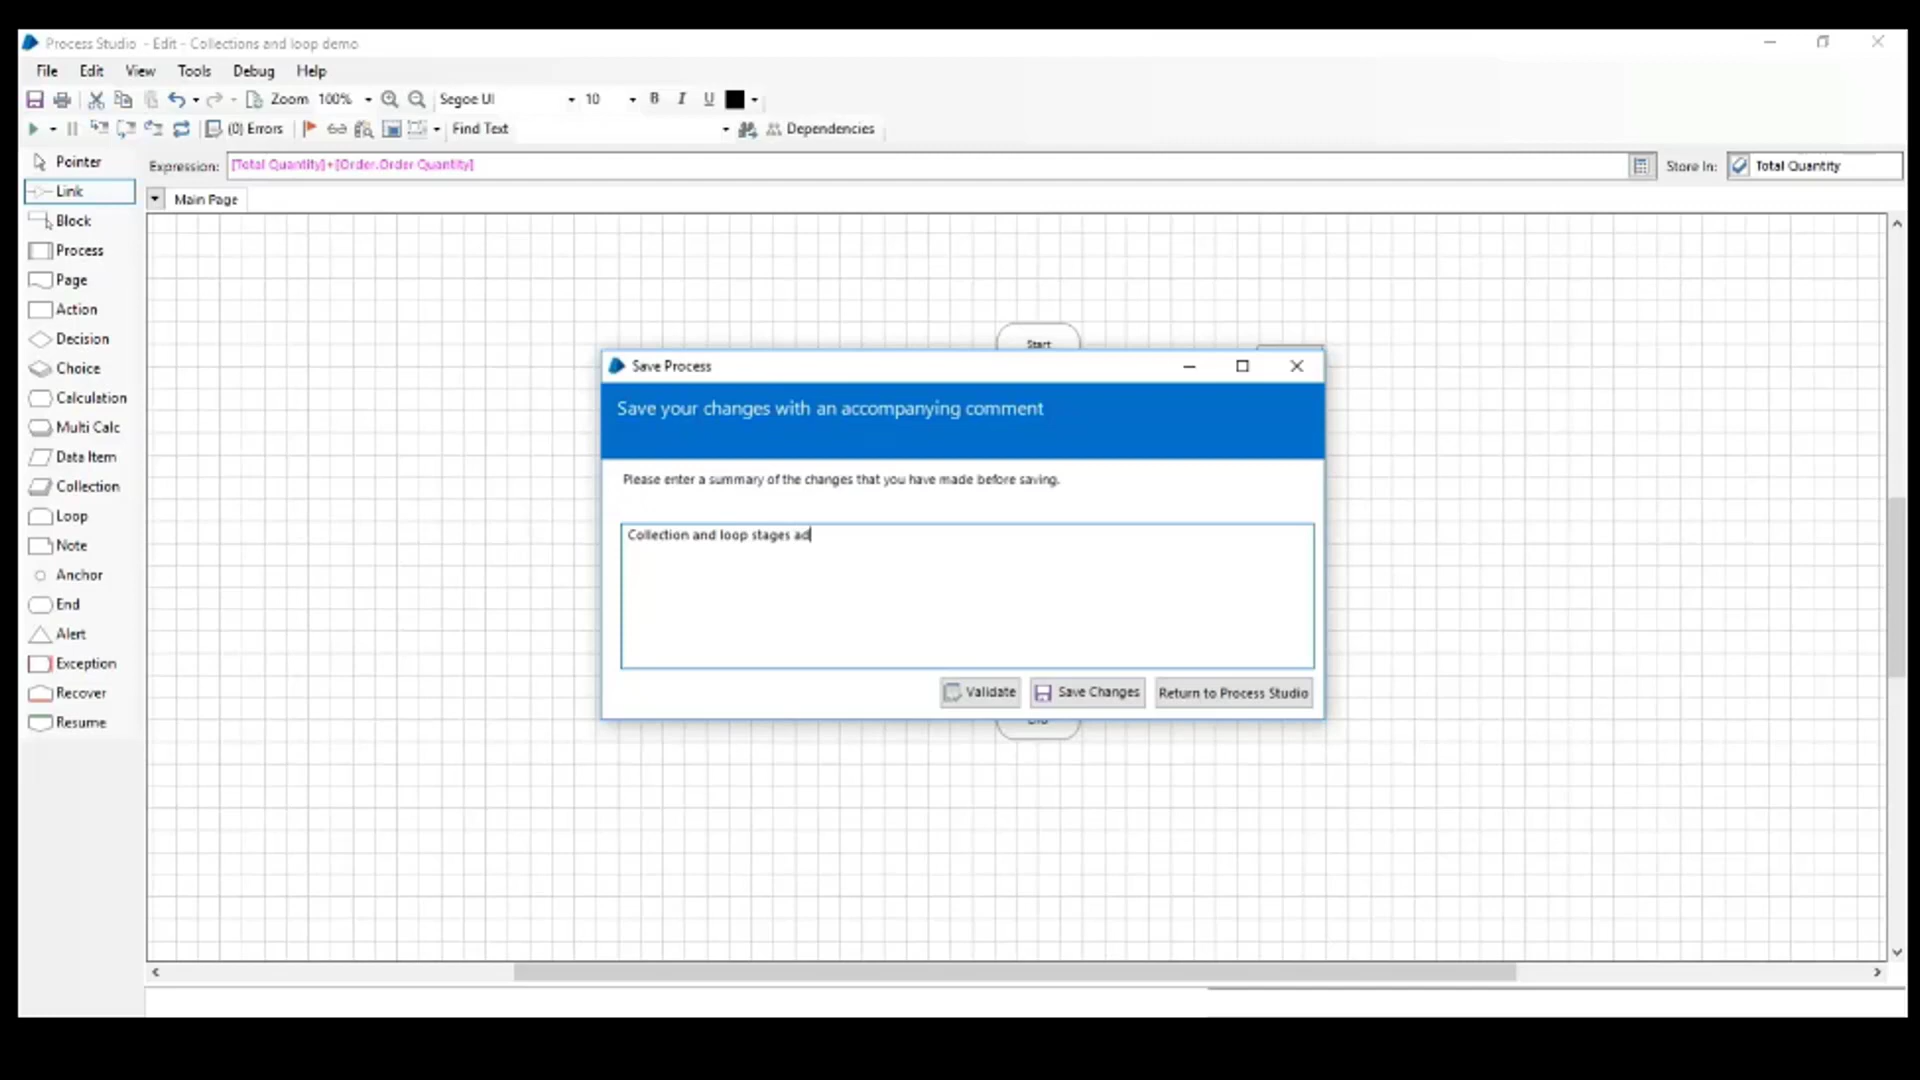 Process Studio - Edit - Collections and loop demo
File Edit View Tools Debug Help
Zoom 100% Segoe UI 10 B I U
(0) Errors Find Text Dependencies
Expression: [Total Quantity]+[Order.Order Quantity] Store In: Total Quantity
Main Page
Pointer
Link
Block
Process
Page
Action
Decision
Choice
Calculation
Multi Calc
Data Item
Collection
Loop
Note
Anchor
End
Alert
Exception
Recover
Resume
Start
Save Process
Save your changes with an accompanying comment
Please enter a summary of the changes that you have made before saving.
Collection and loop stages ad
Validate Save Changes Return to Process Studio
End